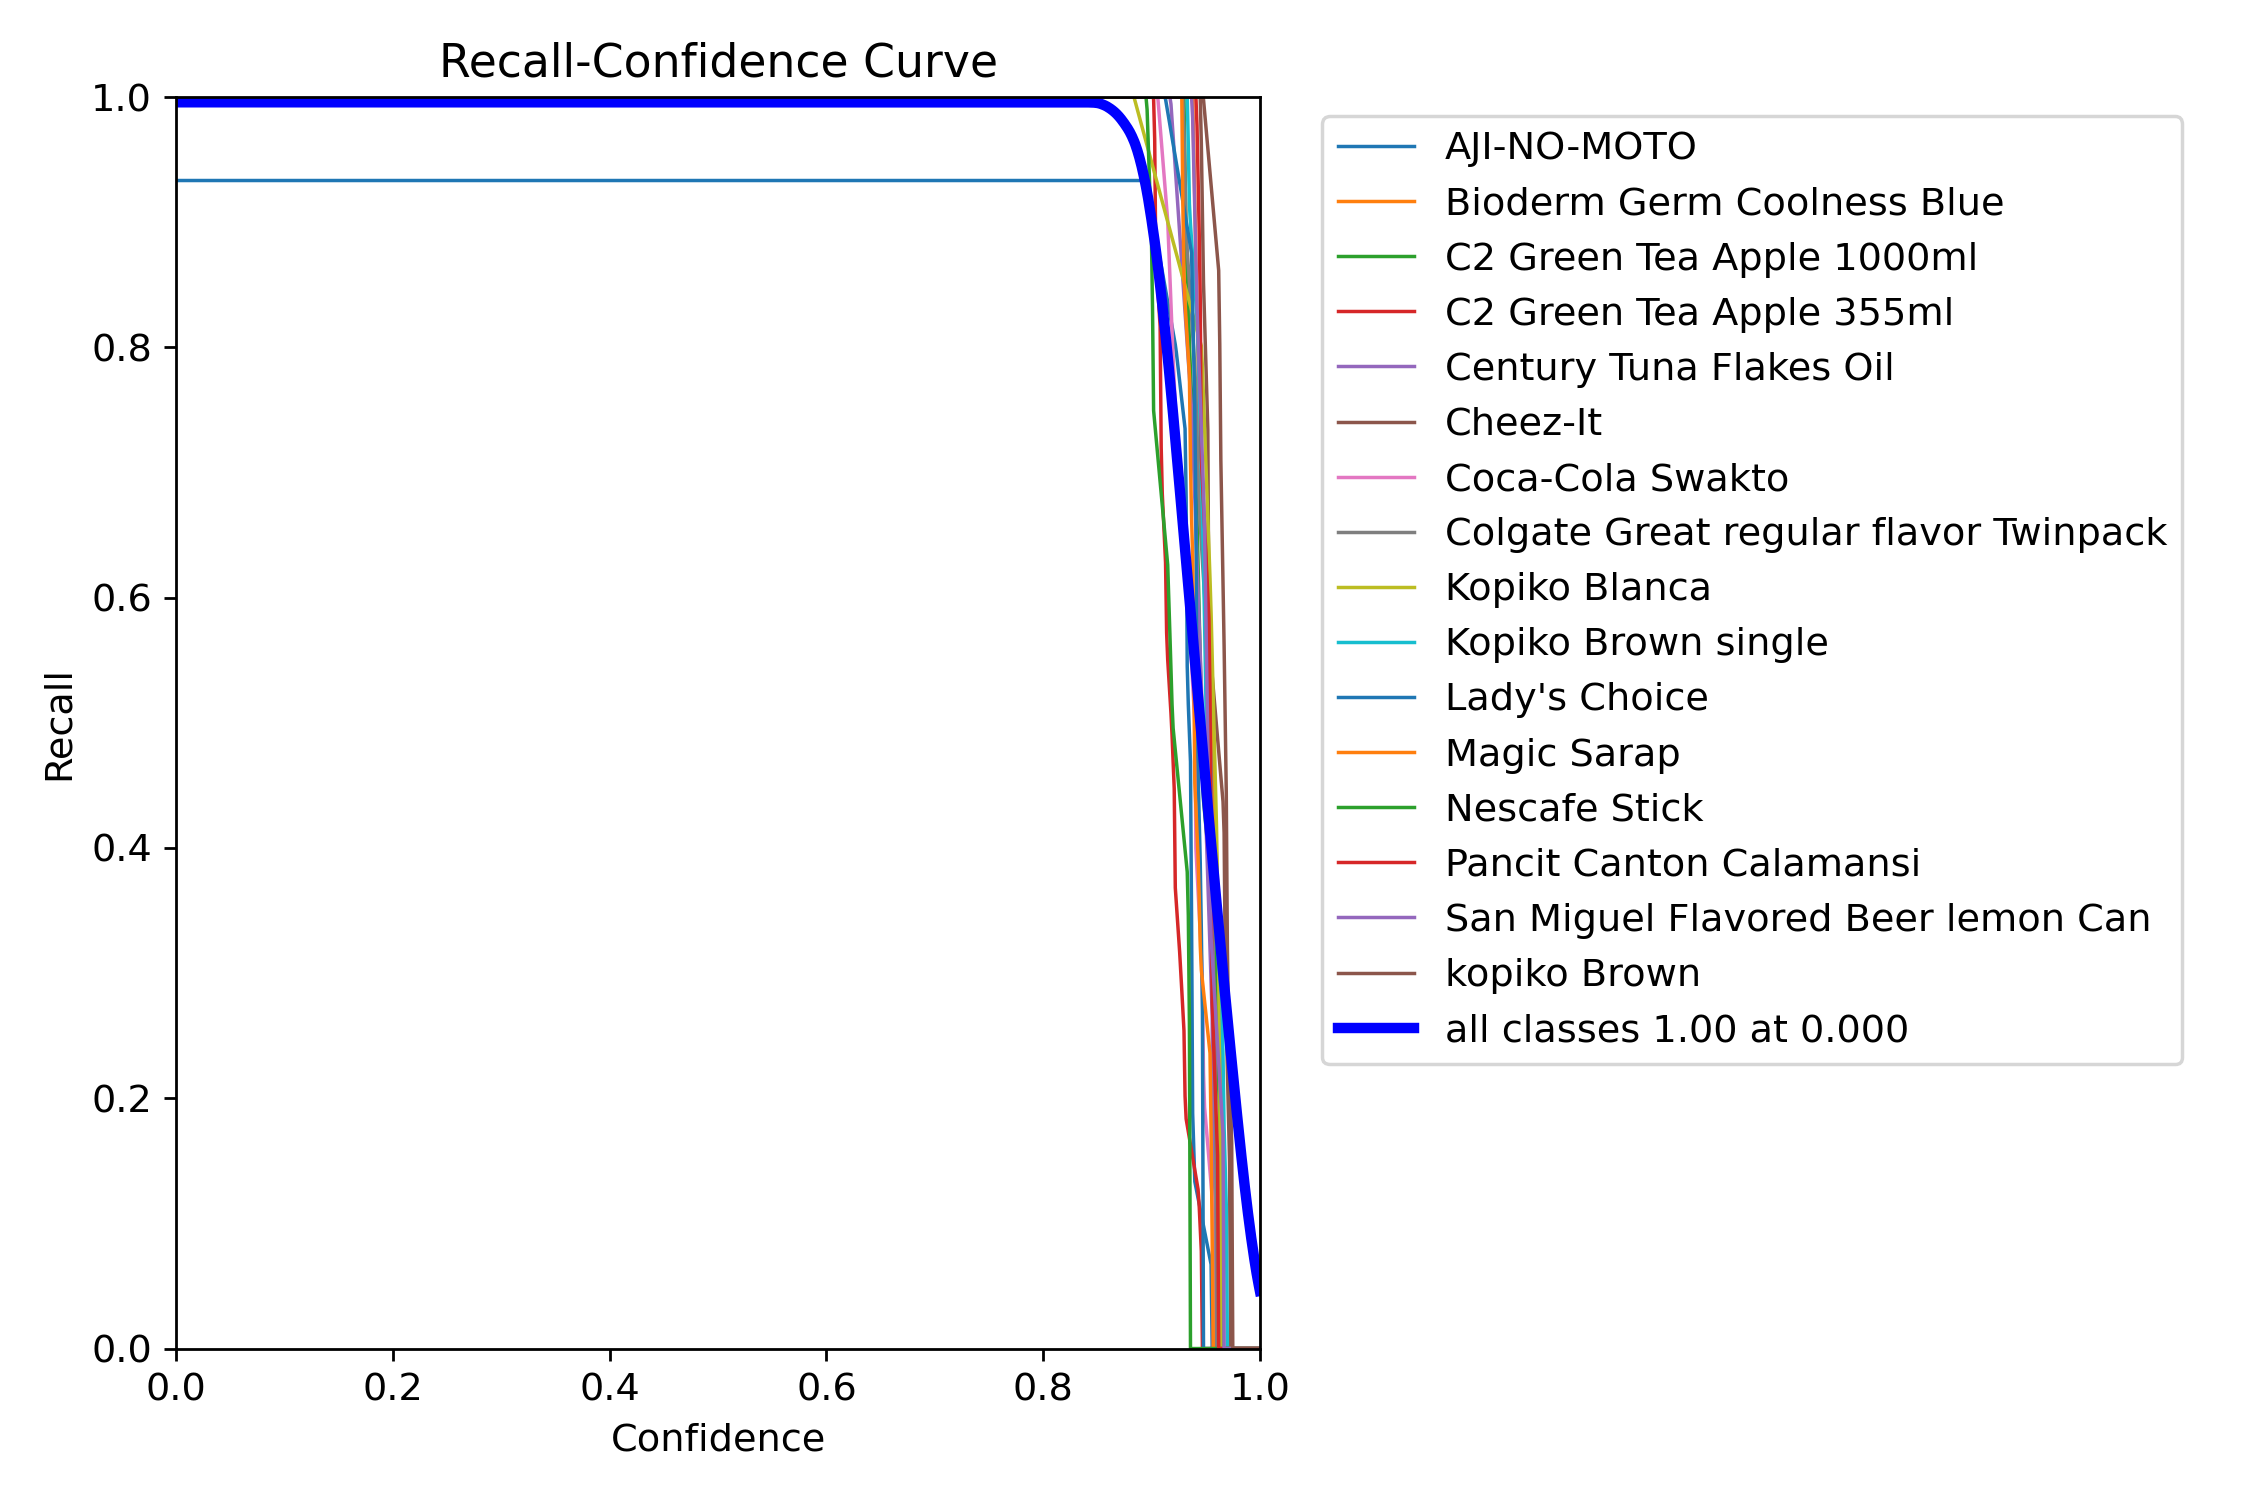 Recall-Confidence Curve
1.0
0.8
0.6
0.4
0.2
0.0
Recall
0.0 0.2 0.4 0.6 0.8 1.0
Confidence
AJI-NO-MOTO
Bioderm Germ Coolness Blue
C2 Green Tea Apple 1000ml
C2 Green Tea Apple 355ml
Century Tuna Flakes Oil
Cheez-It
Coca-Cola Swakto
Colgate Great regular flavor Twinpack
Kopiko Blanca
Kopiko Brown single
Lady's Choice
Magic Sarap
Nescafe Stick
Pancit Canton Calamansi
San Miguel Flavored Beer lemon Can
kopiko Brown
all classes 1.00 at 0.000